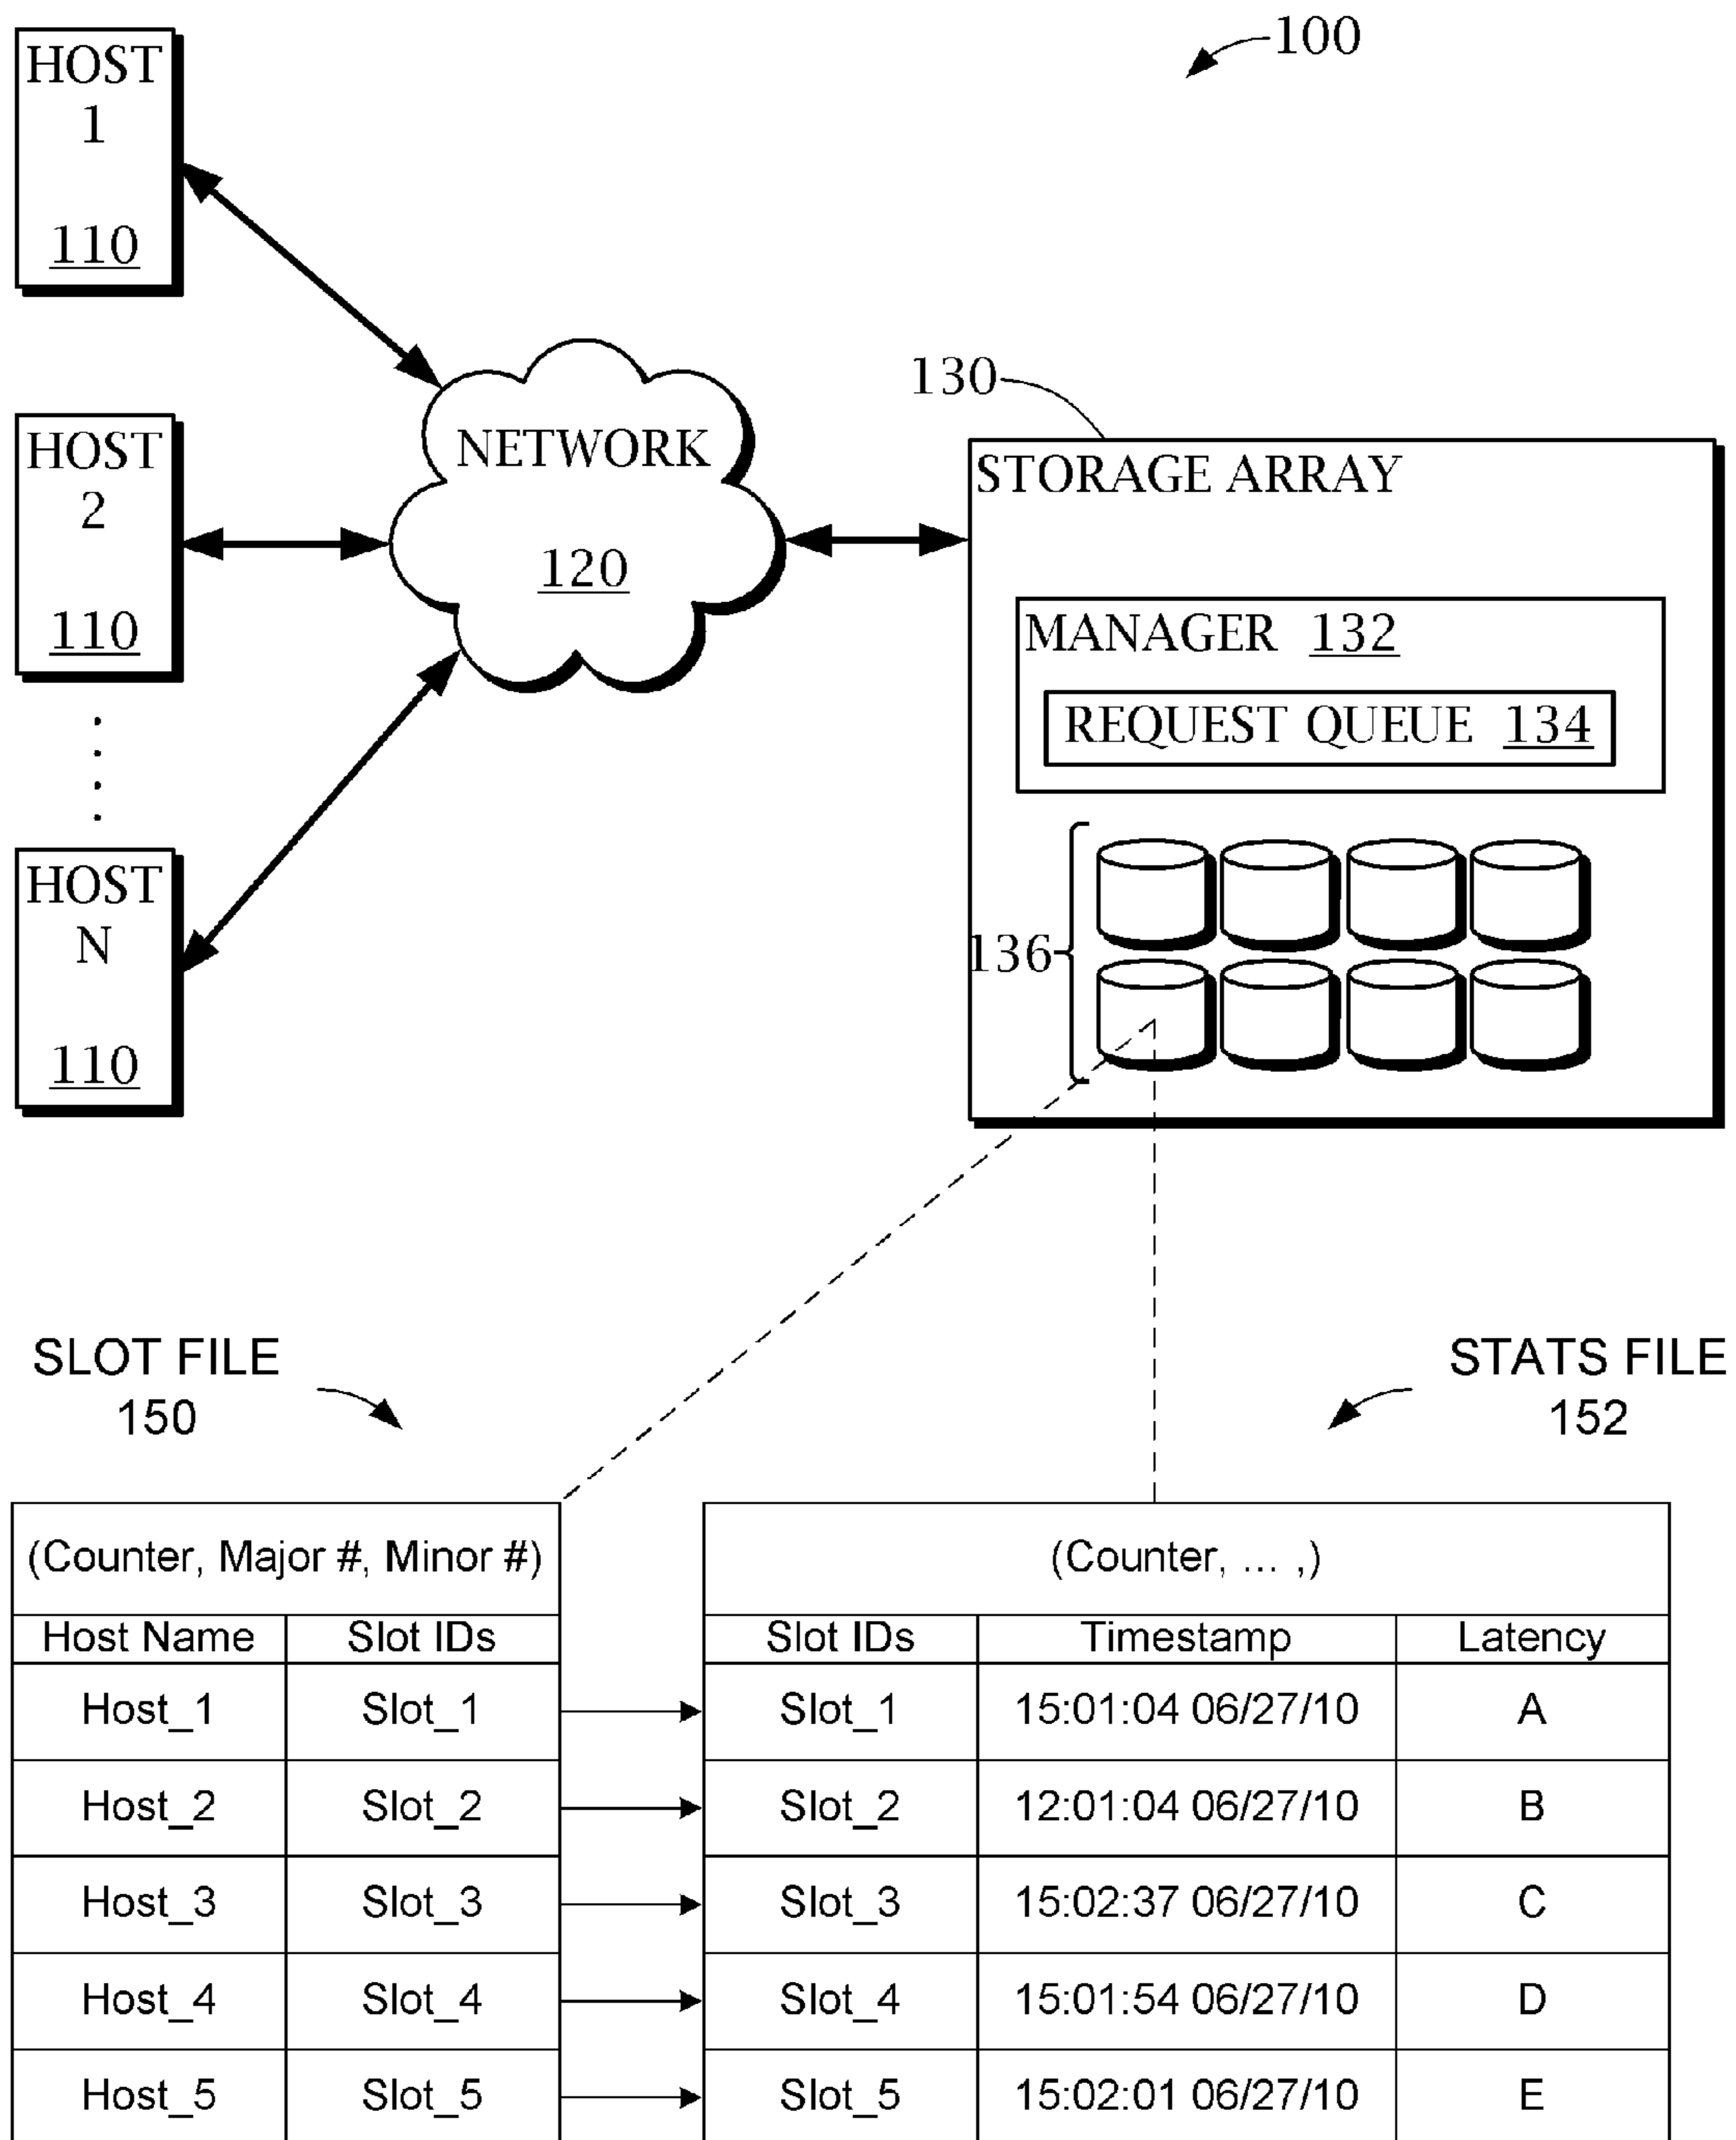 100
HOST
1
110
HOST
2
110
HOST
N
110
NETWORK
120
130
STORAGE ARRAY
MANAGER 132
REQUEST QUEUE 134
136
SLOT FILE
150
STATS FILE
152
(Counter, Major #, Minor #)
Host Name Slot IDs
Host_1 Slot_1
Host_2 Slot_2
Host_3 Slot_3
Host_4 Slot_4
Host_5 Slot_5
(Counter, ... ,)
Slot IDs Timestamp Latency
Slot_1 15:01:04 06/27/10 A
Slot_2 12:01:04 06/27/10 B
Slot_3 15:02:37 06/27/10 C
Slot_4 15:01:54 06/27/10 D
Slot_5 15:02:01 06/27/10 E